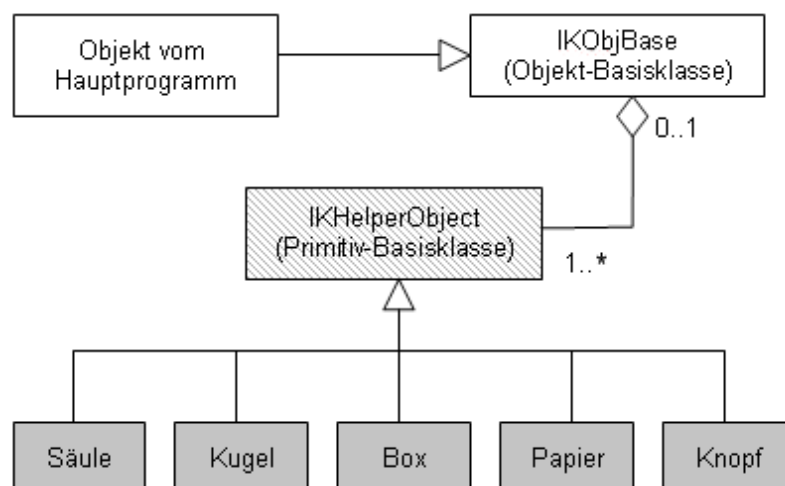 Objekt vom
Hauptprogramm
IKObjBase
(Objekt-Basisklasse)
0..1
IKHelperObject
(Primitiv-Basisklasse)
1..*
Säule
Kugel
Box
Papier
Knopf